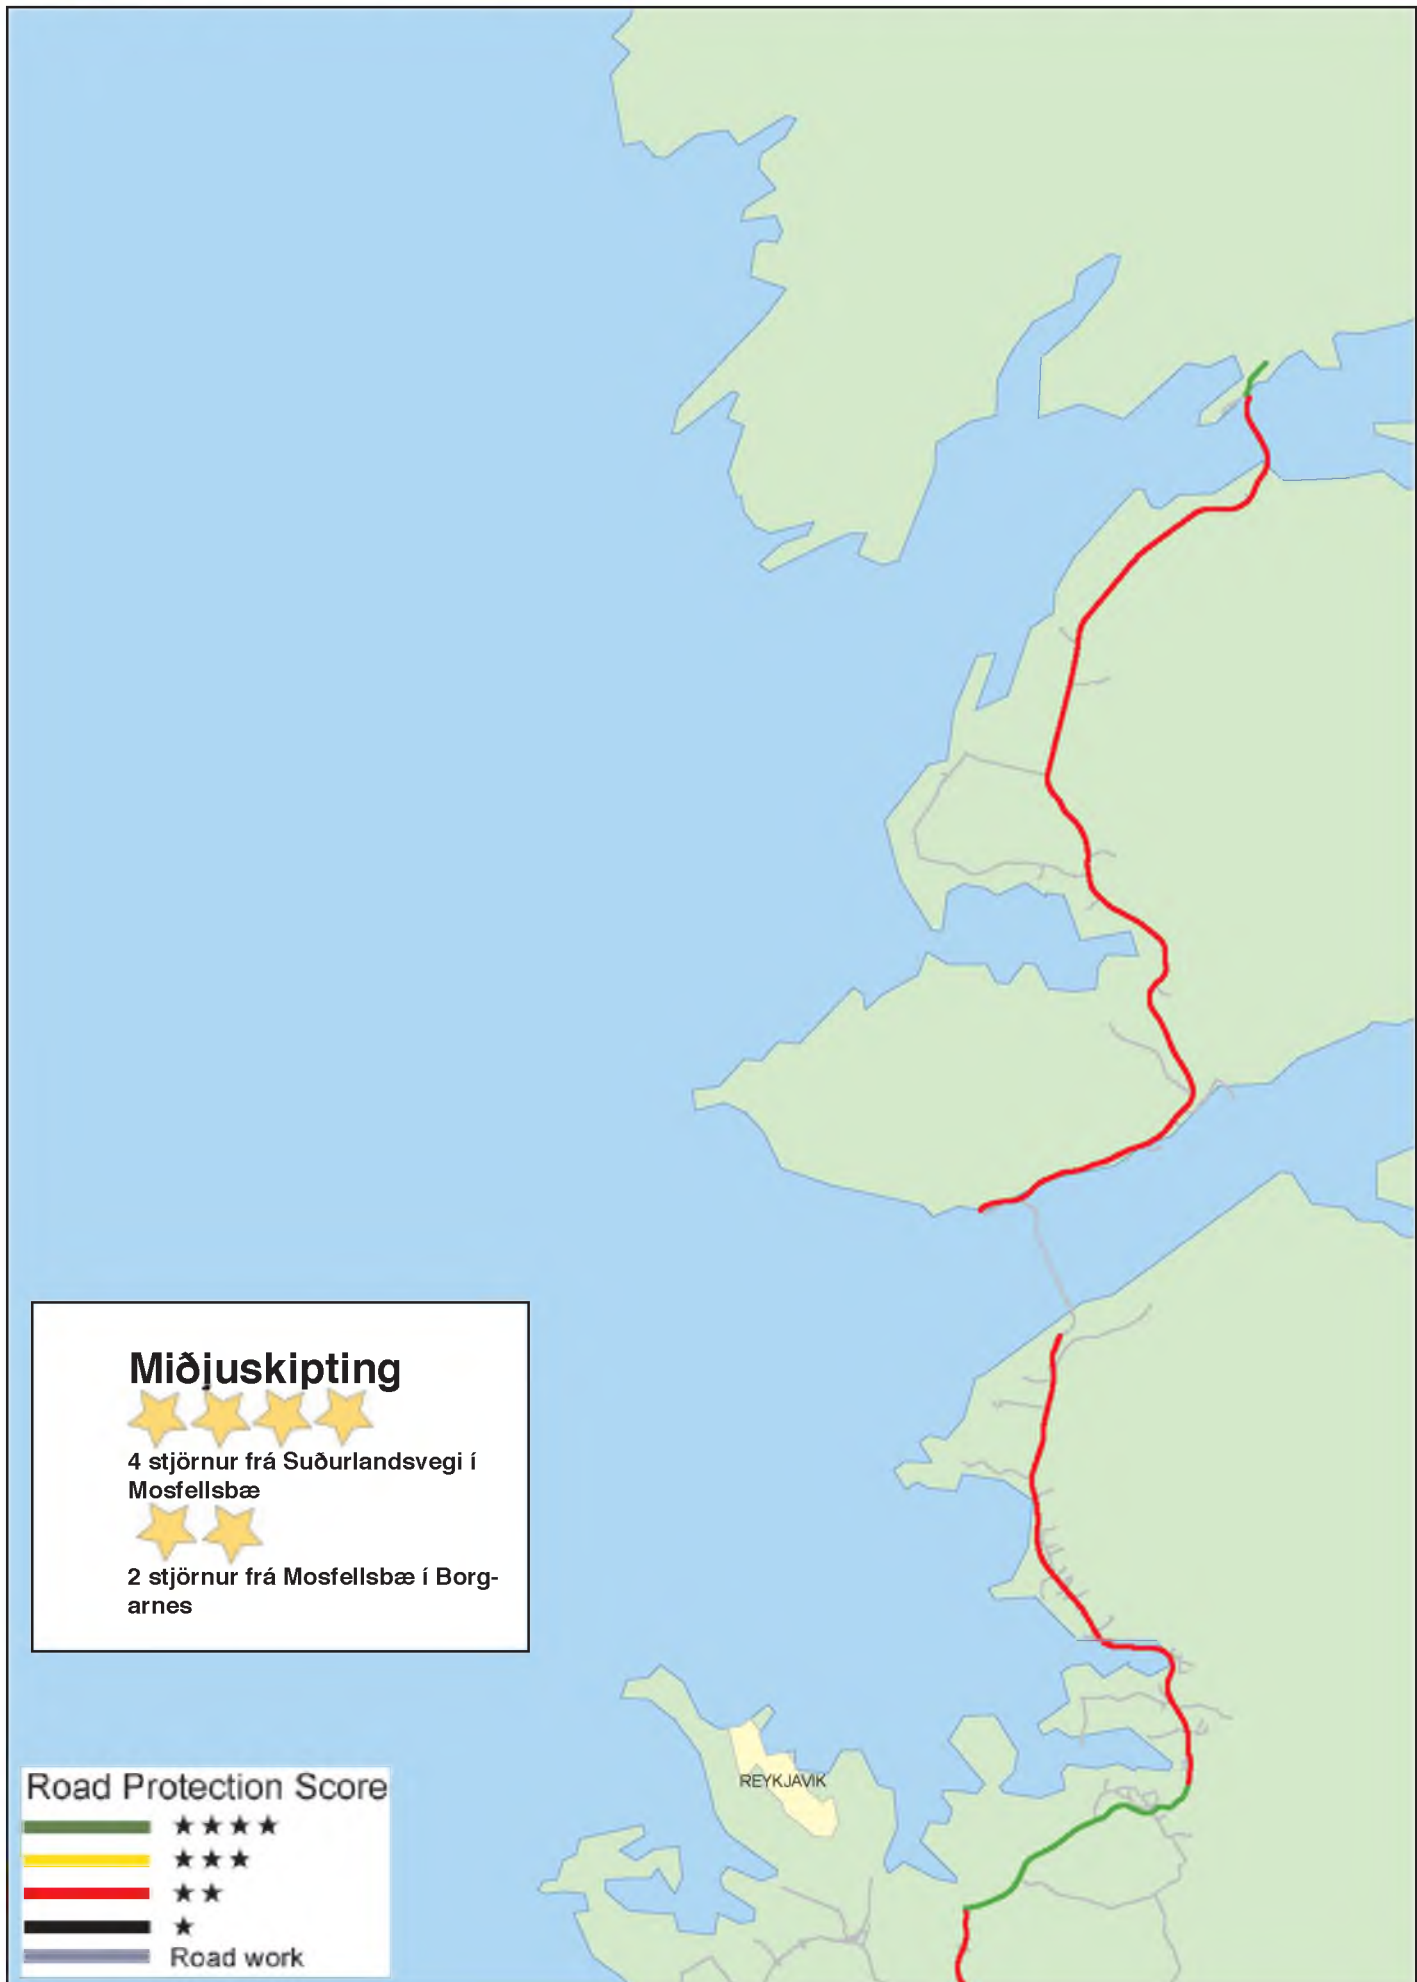 Miðjuskipting
4 stjörnur frá Suðurlandsvegi í
Mosfellsbæ
2 stjörnur frá Mosfellsbæ í Borg-
arnes
REYKJAVIK
Road Protection Score
★★★★
★★★
★★
★
Road work